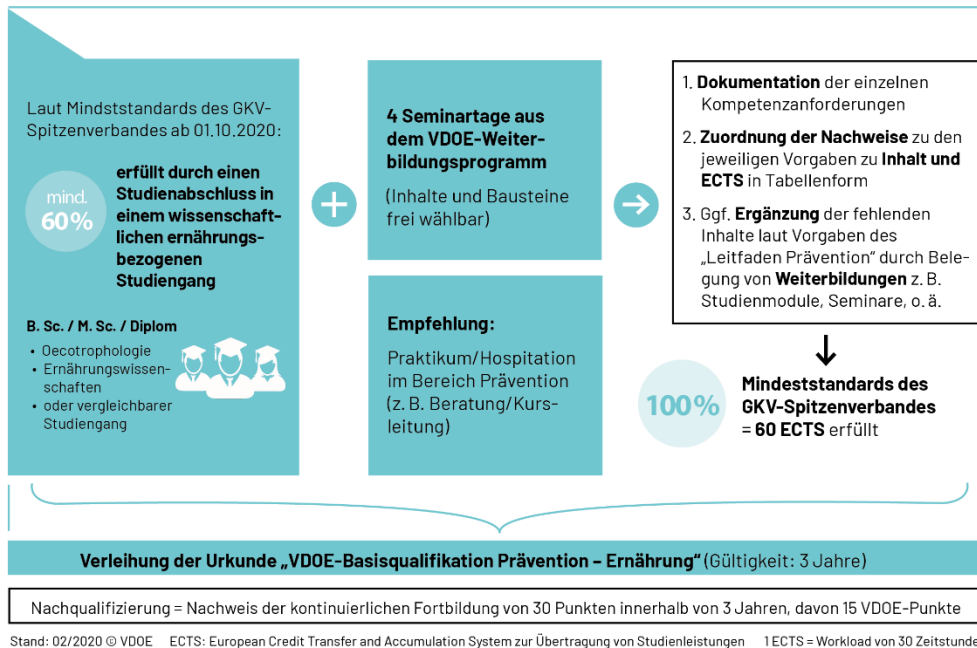 Laut Mindststandards des GKV-
Spitzenverbandes ab 01.10.2020:
mind.
60%
erfüllt durch einen
Studienabschluss in
einem wissenschaft-
lichen ernährungs-
bezogenen
Studiengang
B. Sc. / M. Sc. / Diplom
• Oecotrophologie
• Ernährungswissen-
schaften
• oder vergleichbarer
Studiengang
+
4 Seminartage aus
dem VDOE-Weiter-
bildungsprogramm
(Inhalte und Bausteine
frei wählbar)
Empfehlung:
Praktikum/Hospitation
im Bereich Prävention
(z. B. Beratung/Kurs-
leitung)
1. Dokumentation der einzelnen
Kompetenzanforderungen
2. Zuordnung der Nachweise zu den
jeweiligen Vorgaben zu Inhalt und
ECTS in Tabellenform
3. Ggf. Ergänzung der fehlenden
Inhalte laut Vorgaben des
„Leitfaden Prävention" durch Bele-
gung von Weiterbildungen z. B.
Studienmodule, Seminare, o. ä.
100%
Mindeststandards des
GKV-Spitzenverbandes
= 60 ECTS erfüllt
Verleihung der Urkunde „VDOE-Basisqualifikation Prävention – Ernährung" (Gültigkeit: 3 Jahre)
Nachqualifizierung = Nachweis der kontinuierlichen Fortbildung von 30 Punkten innerhalb von 3 Jahren, davon 15 VDOE-Punkte
Stand: 02/2020 © VDOE ECTS: European Credit Transfer and Accumulation System zur Übertragung von Studienleistungen 1 ECTS = Workload von 30 Zeitstunde